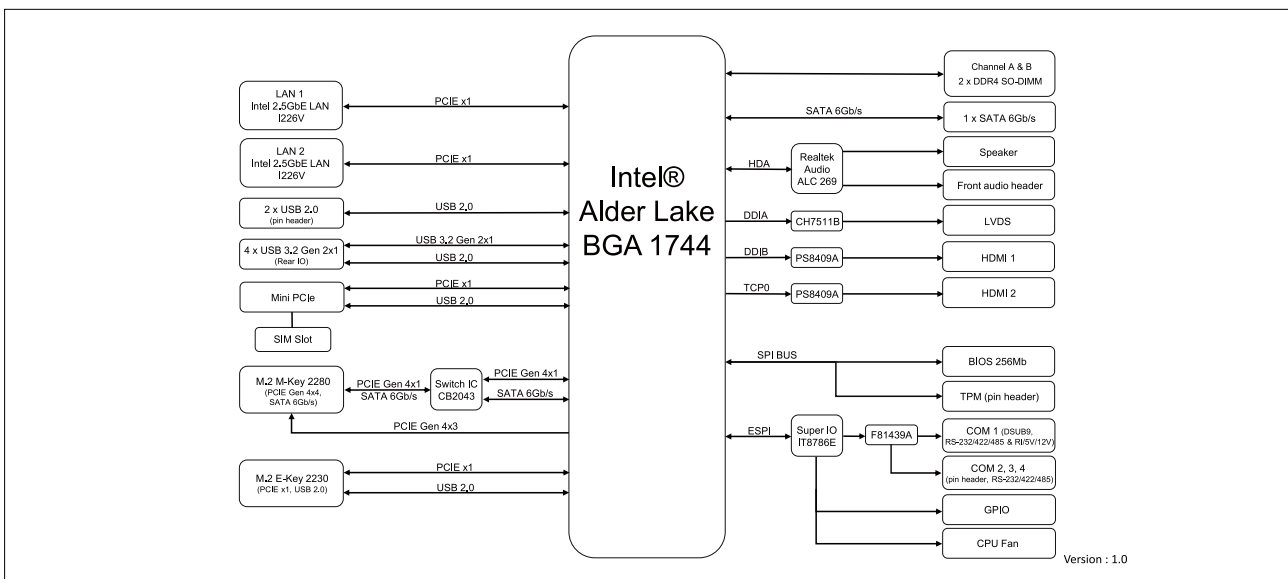 LAN 1
Intel 2.5GbE LAN
I226V
PCIE x1
LAN 2
Intel 2.5GbE LAN
I226V
PCIE x1
2 x USB 2.0
(pin header)
USB 2.0
4 x USB 3.2 Gen 2x1
(Rear IO)
USB 3.2 Gen 2x1
USB 2.0
Mini PCIe
PCIE x1
USB 2.0
SIM Slot
M.2 M-Key 2280
(PCIE Gen 4x4,
SATA 6Gb/s)
PCIE Gen 4x1
SATA 6Gb/s
Switch IC
CB2043
PCIE Gen 4x1
SATA 6Gb/s
PCIE Gen 4x3
M.2 E-Key 2230
(PCIE x1, USB 2.0)
PCIE x1
USB 2.0
Intel®
Alder Lake
BGA 1744
Channel A & B
2 x DDR4 SO-DIMM
SATA 6Gb/s
1 x SATA 6Gb/s
HDA
Realtek
Audio
ALC 269
Speaker
Front audio header
DDIA
CH7511B
LVDS
DDIB
PS8409A
HDMI 1
TCP0
PS8409A
HDMI 2
SPI BUS
BIOS 256Mb
TPM (pin header)
ESPI
Super IO
IT8786E
F81439A
COM 1 (DSUB9,
RS-232/422/485 & RI/5V/12V)
COM 2, 3, 4
(pin header, RS-232/422/485)
GPIO
CPU Fan
Version : 1.0